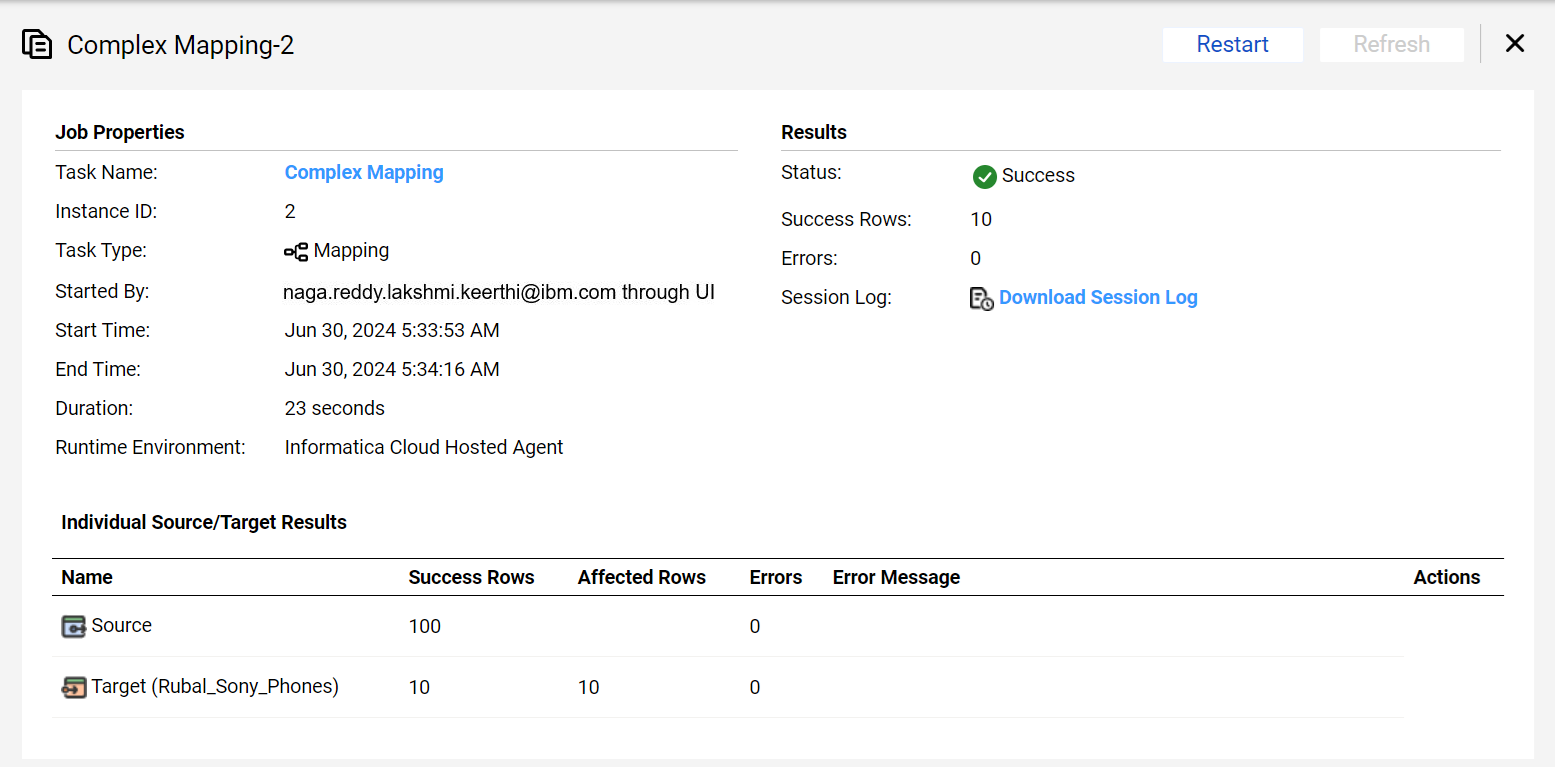 Complex Mapping-2
Restart
Refresh
Job Properties
Task Name: Complex Mapping
Instance ID: 2
Task Type: Mapping
Started By: naga.reddy.lakshmi.keerthi@ibm.com through UI
Start Time: Jun 30, 2024 5:33:53 AM
End Time: Jun 30, 2024 5:34:16 AM
Duration: 23 seconds
Runtime Environment: Informatica Cloud Hosted Agent
Results
Status: Success
Success Rows: 10
Errors: 0
Session Log: Download Session Log
Individual Source/Target Results
Name Success Rows Affected Rows Errors Error Message Actions
Source 100 0
Target (Rubal_Sony_Phones) 10 10 0